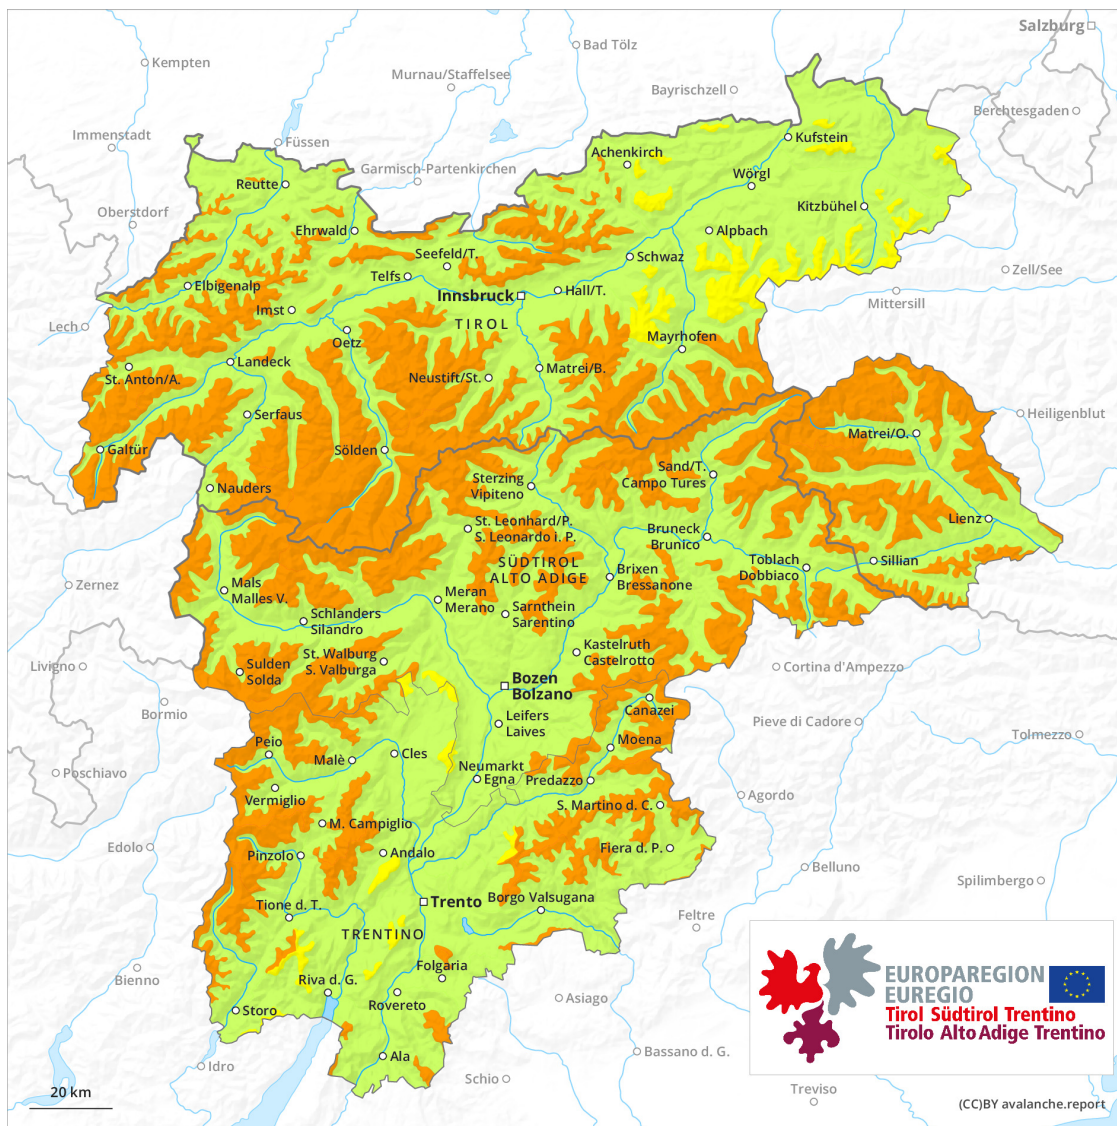 Salzburg
Bad Tölz
Kempten
Murnau/Staffelsee
Bayrischzell
Berchtesgaden
Immenstadt
Füssen
Kufstein
Achenkirch
Garmisch-Partenkirchen
Wörgl
Reutte
Kitzbühel
Oberstdorf
Ehrwald
Alpbach
Seefeld/T.
Schwaz
Zell/See
Telfs
Elbigenalp
Hall/T.
Innsbruck
Mittersill
Imst
TIROL
Lech
Oetz
Mayrhofen
Landeck
Matrei/B.
St. Anton/A.
Neustift/St.
Serfaus
Heiligenblut
Matrei/O.
Galtür
Sölden
Sand/T.
Campo Tures
Sterzing
Vipiteno
Nauders
St. Leonhard/P.
S. Leonardo i. P.
Lienz
Bruneck
Brunico
SÜDTIROL
ALTO ADIGE
Toblach
Dobbiaco
Sillian
Brixen
Bressanone
Zernez
Mals
Malles V.
Meran
Merano
Sarnthein
Sarentino
Schlanders
Silandro
Kastelruth
Castelrotto
St. Walburg
S. Valburga
Livigno
Sulden
Solda
Cortina d'Ampezzo
Bozen
Bolzano
Bormio
Canazei
Leifers
Laives
Pieve di Cadore
Tolmezzo
Moena
Peio
Cles
Malè
Neumarkt
Egna
Predazzo
Poschiavo
Vermiglio
Agordo
S. Martino d. C.
M. Campiglio
Edolo
Fiera d. P.
Pinzolo
Andalo
Belluno
Spilimbergo
Borgo Valsugana
Trento
Tione d. T.
Feltre
TRENTINO
Folgaria
Bienno
Riva d. G.
EUROPAREGION
EUREGIO
Tirol Südtirol Trentino
Tirolo Alto Adige Trentino
Asiago
Rovereto
Storo
Ala
Bassano d. G.
Idro
Schio
Treviso
20 km
(CC)BY avalanche.report